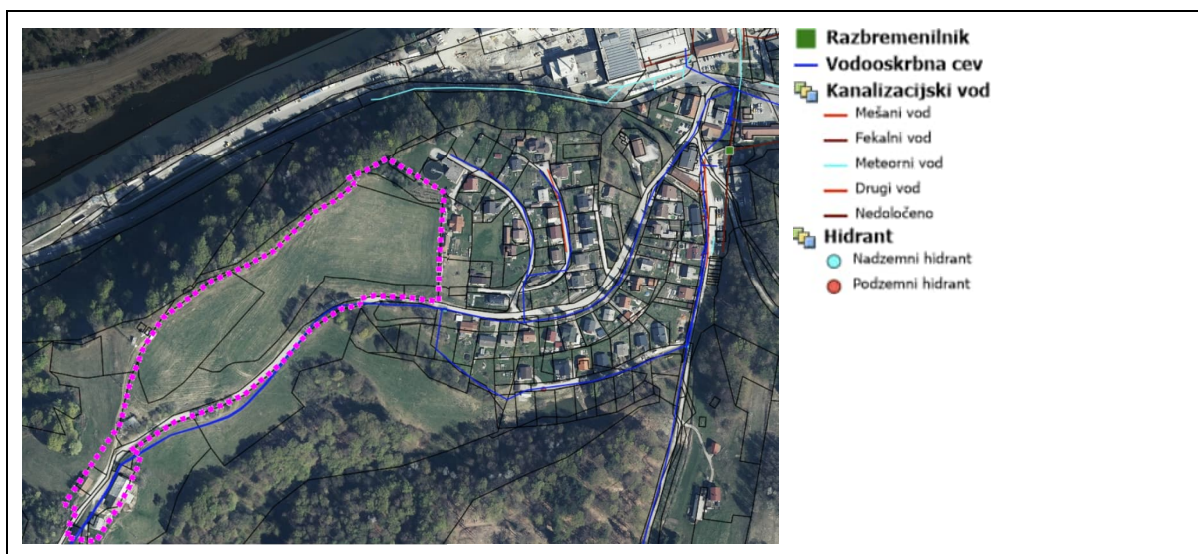 Razbremenilnik
Vodooskrbna cev
Kanalizacijski vod
Mešani vod
Fekalni vod
Meteorni vod
Drugi vod
Nedoločeno
Hidrant
Nadzemni hidrant
Podzemni hidrant